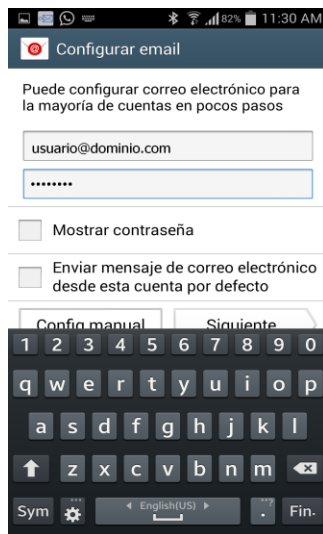 82% 11:30 AM
Configurar email
Puede configurar correo electrónico para
la mayoría de cuentas en pocos pasos
usuario@dominio.com
••••••••
Mostrar contraseña
Enviar mensaje de correo electrónico
desde esta cuenta por defecto
Config manual Siguiente
1 2 3 4 5 6 7 8 9 0
q w e r t y u i o p
a s d f g h j k l
z x c v b n m
Sym English(US) . ,? Fin.